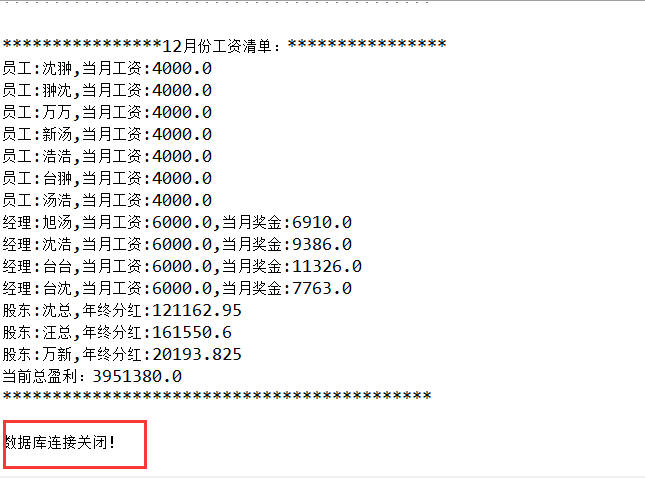 ****************12月份工资清单：****************
员工:沈翀,当月工资:4000.0
员工:翀沈,当月工资:4000.0
员工:万万,当月工资:4000.0
员工:新汤,当月工资:4000.0
员工:浩浩,当月工资:4000.0
员工:台翀,当月工资:4000.0
员工:汤浩,当月工资:4000.0
经理:旭汤,当月工资:6000.0,当月奖金:6910.0
经理:沈浩,当月工资:6000.0,当月奖金:9386.0
经理:台台,当月工资:6000.0,当月奖金:11326.0
经理:台沈,当月工资:6000.0,当月奖金:7763.0
股东:沈总,年终分红:121162.95
股东:汪总,年终分红:161550.6
股东:万新,年终分红:20193.825
当前总盈利：3951380.0
*******************************************
数据库连接关闭!